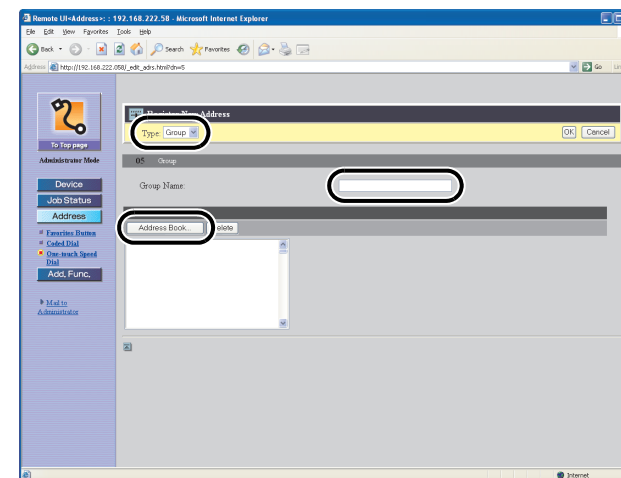 Remote UI<Address>: : 192.168.222.58 - Microsoft Internet Explorer
File Edit View Favorites Tools Help
Back Search Favorites
Address http://192.168.222.058/_edit_adrs.html?dn=5 Go
Register New Address
Type: Group OK Cancel
To Top page
Administrator Mode
05 Group
Device
Group Name:
Job Status
Address
Address Book... Delete
Favorites Button
Coded Dial
One-touch Speed
Dial
Add. Func.
Mail to
Administrator
Internet